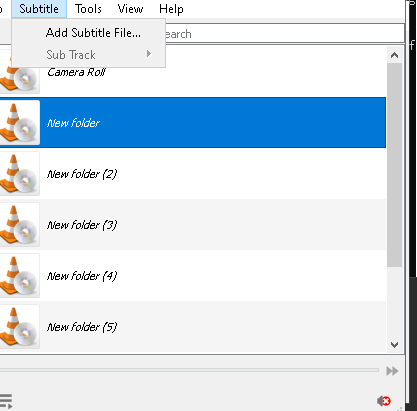 Subtitle Tools View Help
Add Subtitle File...
Sub Track
earch
Camera Roll
New folder
New folder (2)
New folder (3)
New folder (4)
New folder (5)